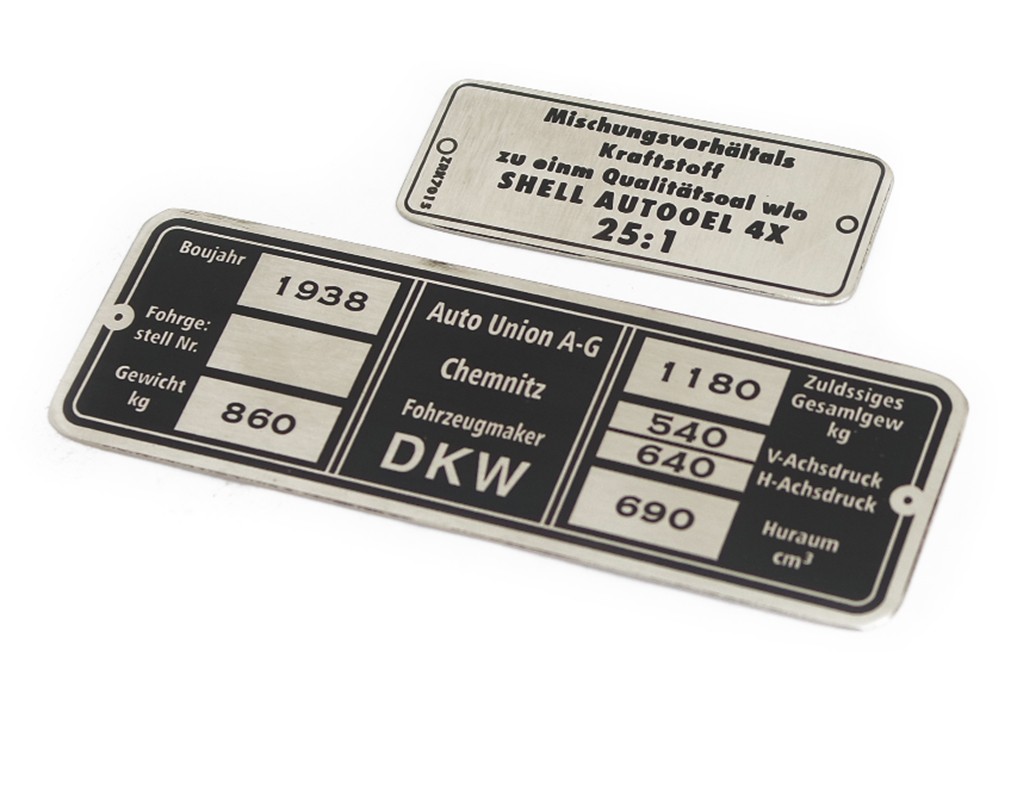 Mischungsverhältals
Kraftstoff
zu einm Qualitätsoal wlo
SHELL AUTOOEL 4X
25:1
ZRK7015
Boujahr
1938
Fohrge:
stell Nr.
Gewicht
kg
860
Auto Union A-G
Chemnitz
Fohrzeugmaker
DKW
1180
Zuldssiges
Gesamlgew
kg
540
V-Achsdruck
640
H-Achsdruck
690
Huraum
cm³